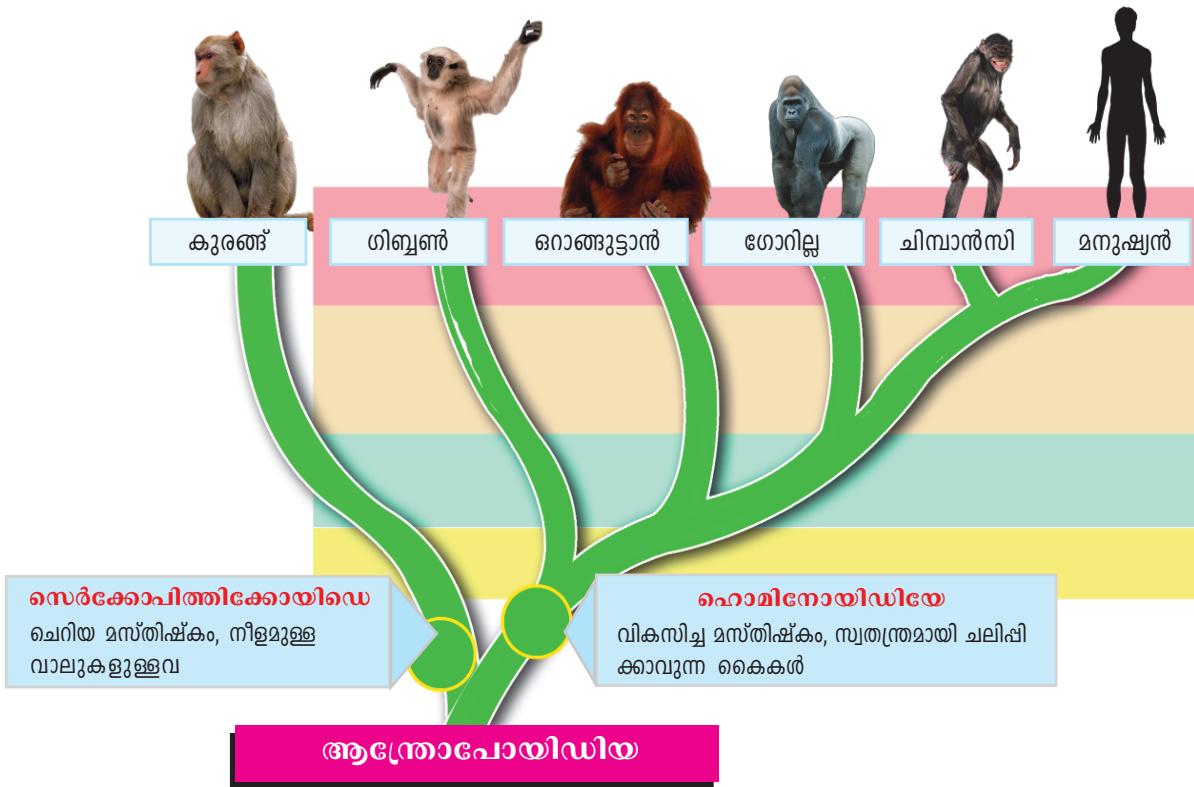 കുരങ്ങ്
ഗിബ്ബൺ
ഒറാങ്ങുട്ടാൻ
ഗോറില്ല
ചിമ്പാൻസി
മനുഷ്യൻ
സെർക്കോപിത്തിക്കോയിഡെ
ചെറിയ മസ്തിഷ്കം, നീളമുള്ള
വാലുകളുള്ളവ
ഹൊമിനോയിഡിയേ
വികസിച്ച മസ്തിഷ്കം, സ്വതന്ത്രമായി ചലിപ്പി
ക്കാവുന്ന കൈകൾ
ആന്ത്രോപോയിഡിയ